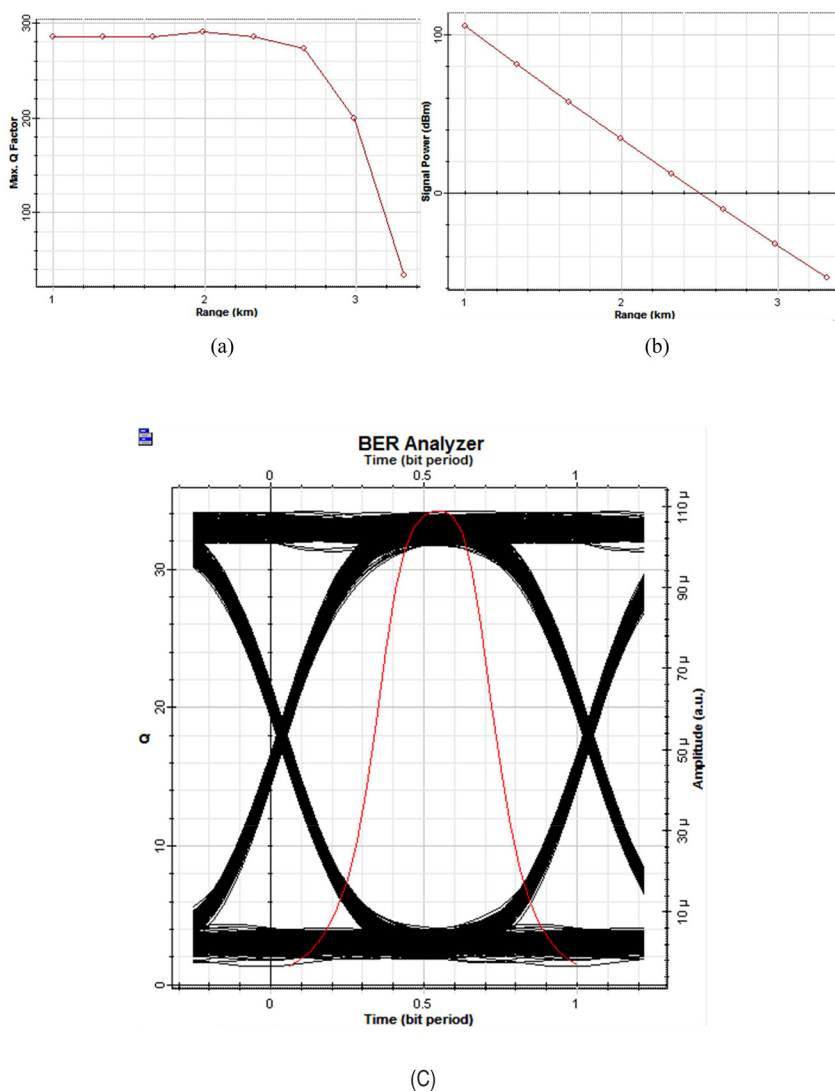 300
200
100
Max. Q Factor
1 2 3
Range (km)
(a)
100
0
Signal Power (dBm)
1 2 3
Range (km)
(b)
BER Analyzer
Time (bit period)
0 0.5 1
30
20
10
0
Q
110 µ
90 µ
70 µ
50 µ
30 µ
10 µ
Amplitude (a.u.)
0 0.5 1
Time (bit period)
(C)